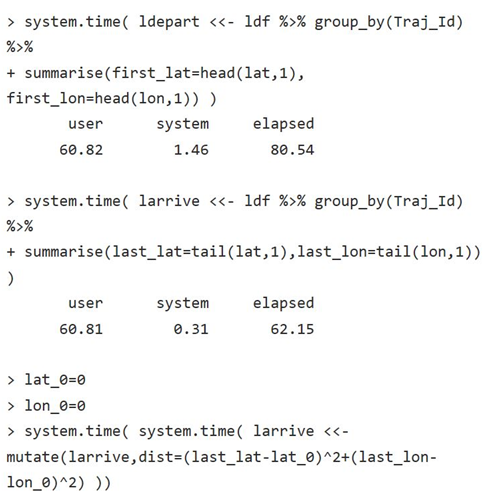 > system.time( ldepart <<- ldf %>% group_by(Traj_Id)
%>%
+ summarise(first_lat=head(lat,1),
first_lon=head(lon,1)) )
user system elapsed
60.82 1.46 80.54
> system.time( larrive <<- ldf %>% group_by(Traj_Id)
%>%
+ summarise(last_lat=tail(lat,1),last_lon=tail(lon,1))
)
user system elapsed
60.81 0.31 62.15
> lat_0=0
> lon_0=0
> system.time( system.time( larrive <<-
mutate(larrive,dist=(last_lat-lat_0)^2+(last_lon-
lon_0)^2) ))